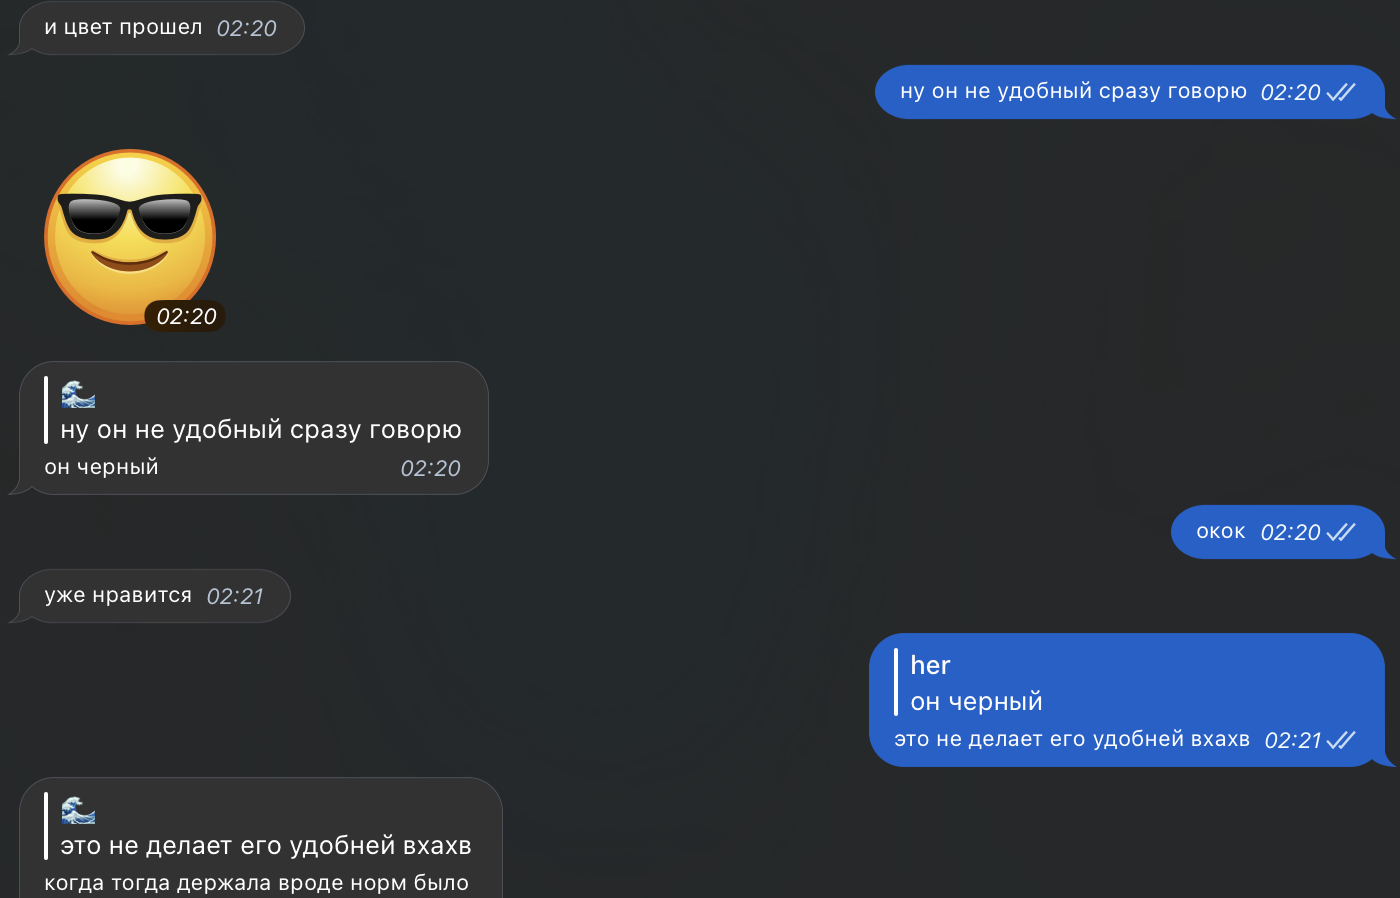 и цвет прошел 02:20
ну он не удобный сразу говорю 02:20
02:20
ну он не удобный сразу говорю
он черный 02:20
окок 02:20
уже нравится 02:21
her
он черный
это не делает его удобней вхахв 02:21
это не делает его удобней вхахв
когда тогда держала вроде норм было